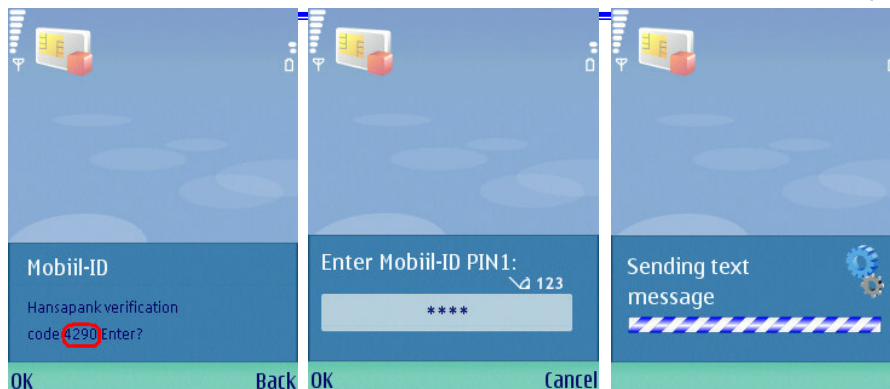 Mobiil-ID
Hansapank verification
code 4290 Enter?
OK Back
Enter Mobiil-ID PIN1:
123
****
OK Cancel
Sending text
message